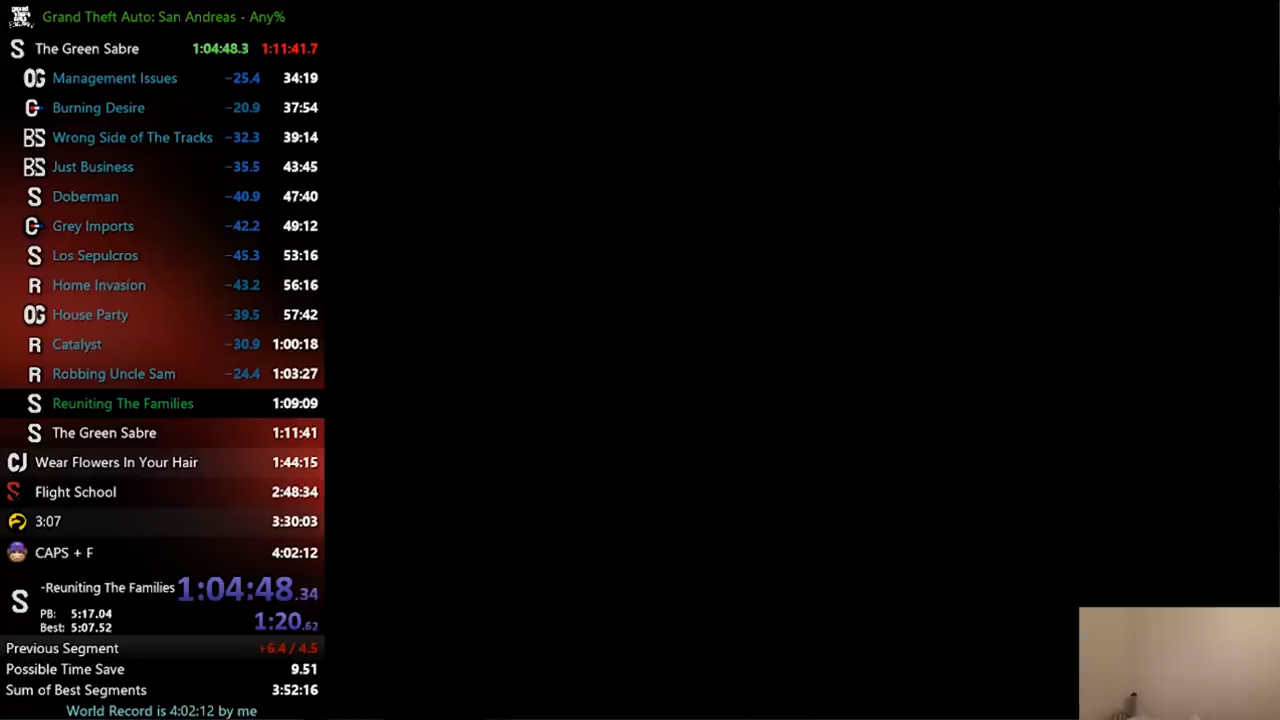 Grand Theft Auto: San Andreas - Any%
S The Green Sabre 1:04:48.3 1:11:41.7
OG Management Issues -25.4 34:19
C Burning Desire -20.9 37:54
BS Wrong Side of The Tracks -32.3 39:14
BS Just Business -35.5 43:45
S Doberman -40.9 47:40
C Grey Imports -42.2 49:12
S Los Sepulcros -45.3 53:16
R Home Invasion -43.2 56:16
OG House Party -39.5 57:42
R Catalyst -30.9 1:00:18
R Robbing Uncle Sam -24.4 1:03:27
S Reuniting The Families 1:09:09
S The Green Sabre 1:11:41
CJ Wear Flowers In Your Hair 1:44:15
S Flight School 2:48:34
3:07 3:30:03
CAPS + F 4:02:12
S -Reuniting The Families 1:04:48.34
PB: 5:17.04
Best: 5:07.52 1:20.62
Previous Segment +6.4 / 4.5
Possible Time Save 9.51
Sum of Best Segments 3:52:16
World Record is 4:02:12 by me